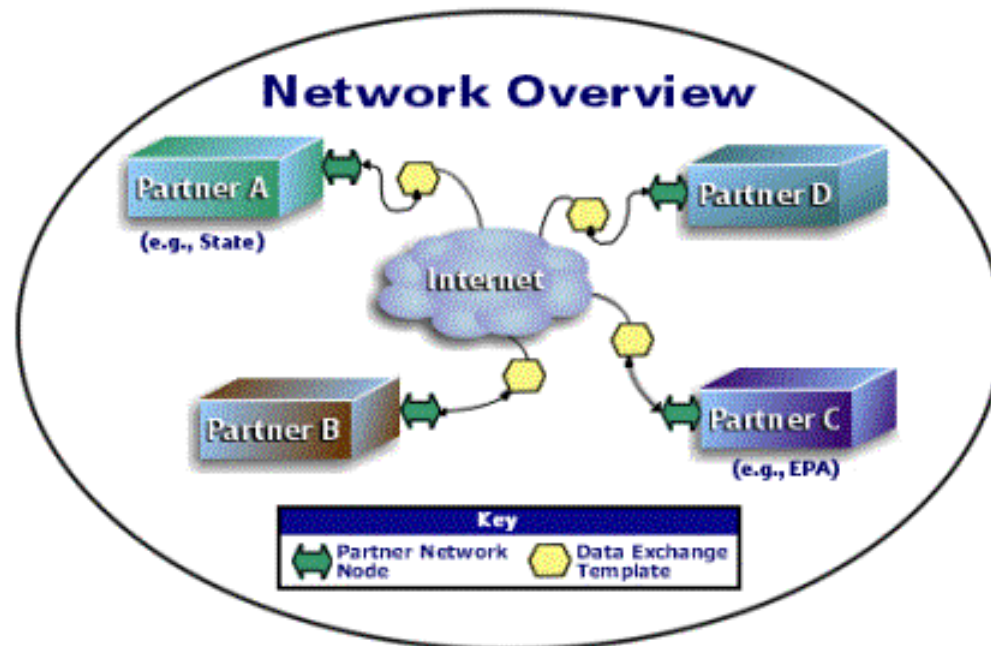 Network Overview
Partner A
(e.g., State)
Partner D
Internet
Partner B
Partner C
(e.g., EPA)
Key
Partner Network
Node
Data Exchange
Template